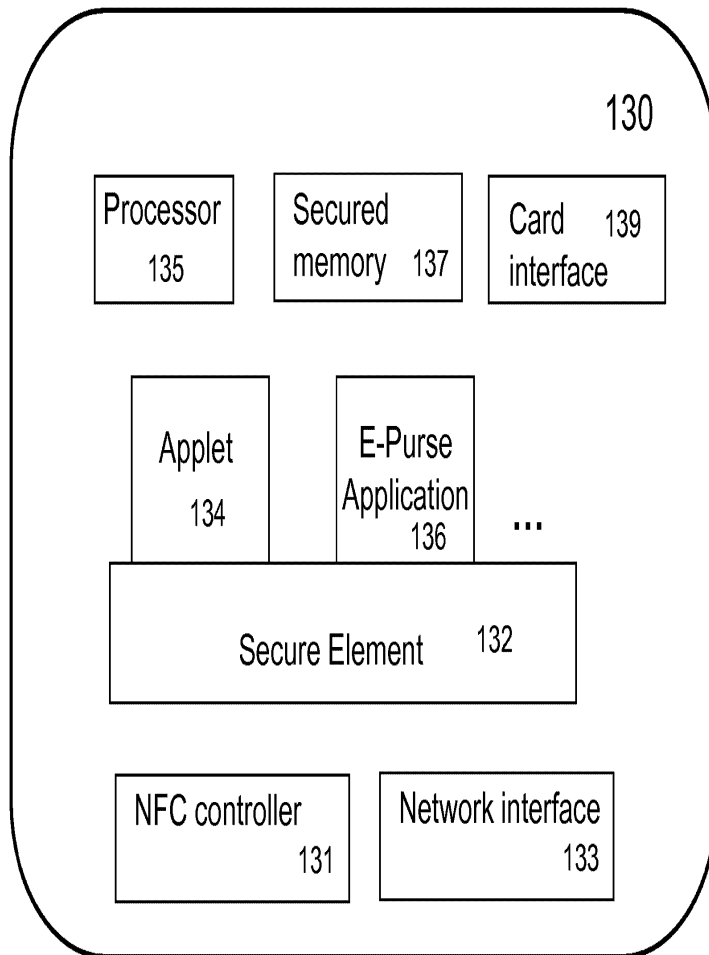 130
Processor
135
Secured
memory 137
Card 139
interface
Applet
134
E-Purse
Application
136
...
Secure Element 132
NFC controller
131
Network interface
133